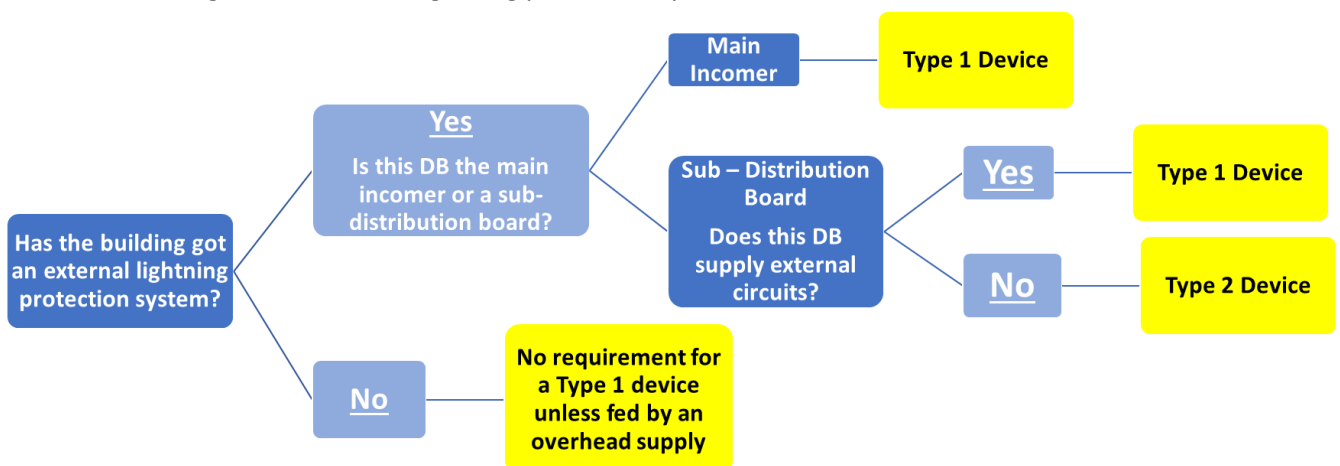 Has the building got
an external lightning
protection system?
Yes
Is this DB the main
incomer or a sub-
distribution board?
Main
Incomer
Type 1 Device
Sub – Distribution
Board
Does this DB
supply external
circuits?
Yes
Type 1 Device
No
Type 2 Device
No
No requirement for
a Type 1 device
unless fed by an
overhead supply